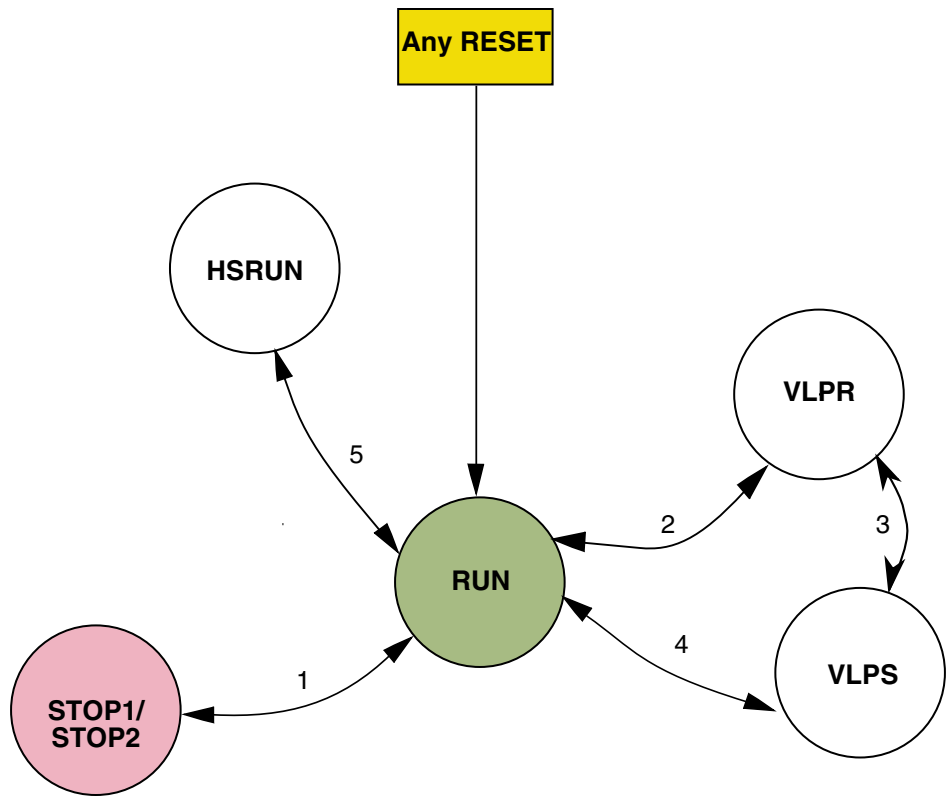 Any RESET
HSRUN
VLPR
5
2
3
RUN
4
VLPS
1
STOP1/
STOP2